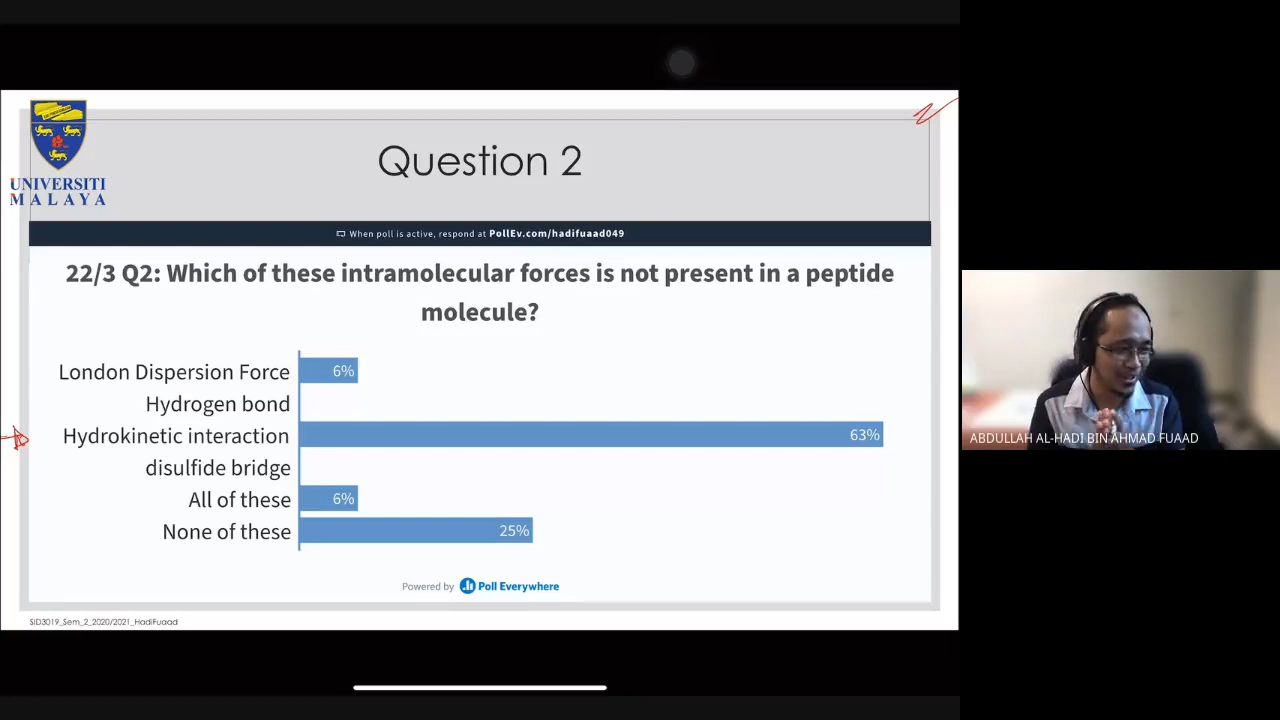 UNIVERSITI
MALAYA
Question 2
When poll is active, respond at PollEv.com/hadifuaad049
22/3 Q2: Which of these intramolecular forces is not present in a peptide
molecule?
London Dispersion Force 6%
Hydrogen bond
Hydrokinetic interaction 63%
disulfide bridge
All of these 6%
None of these 25%
Powered by Poll Everywhere
SID3019_Sem_2_2020/2021_HadiFuaad
ABDULLAH AL-HADI BIN AHMAD FUAAD